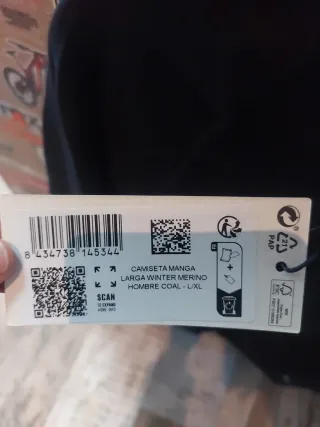 8 434738 145344
CAMISETA MANGA
LARGA WINTER MERINO
HOMBRE COAL - L/XL
SCAN
PAP